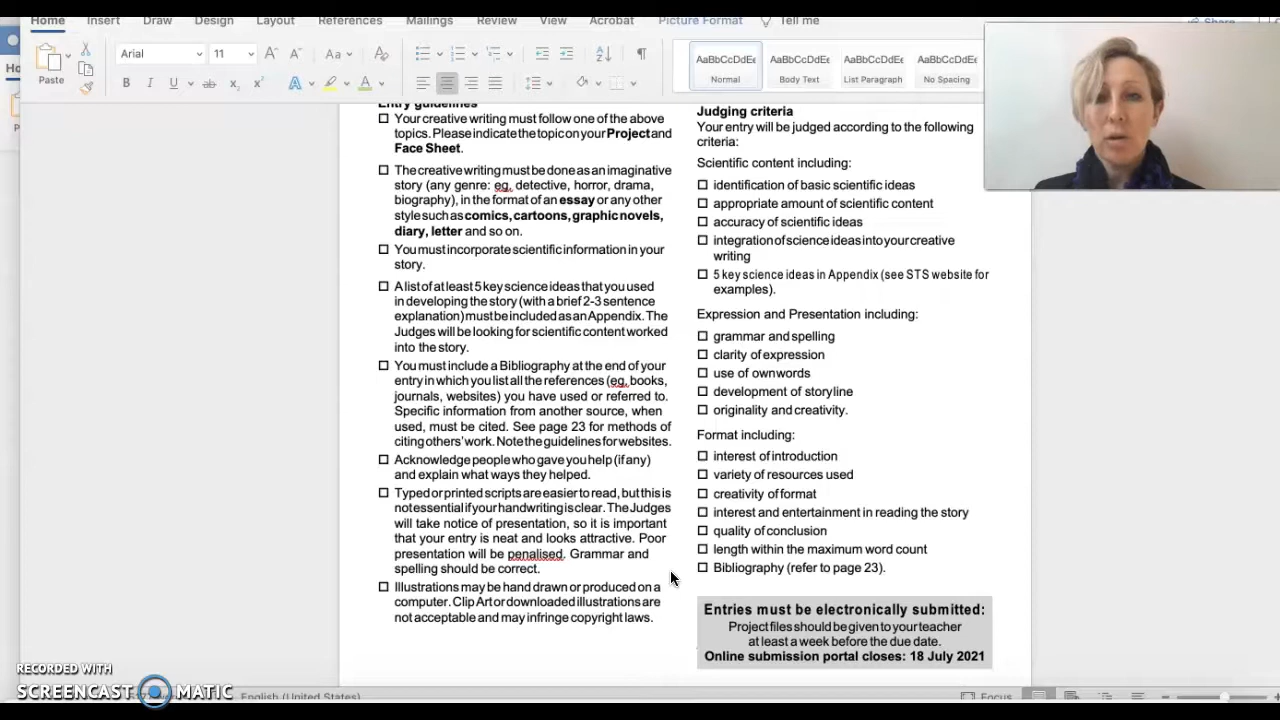 Home Insert Draw Design Layout References Mailings Review View Acrobat Picture Format Tell me Share
Paste
Arial 11
AaBbCcDdEe AaBbCcDdEe AaBbCcDdEe AaBbCcDdEe
Normal Body Text List Paragraph No Spacing
Entry guidelines
Your creative writing must follow one of the above
topics. Please indicate the topic on your Project and
Face Sheet.
The creative writing must be done as an imaginative
story (any genre: eg, detective, horror, drama,
biography), in the format of an essay or any other
style such as comics, cartoons, graphic novels,
diary, letter and so on.
You must incorporate scientific information in your
story.
A list of at least 5 key science ideas that you used
in developing the story (with a brief 2-3 sentence
explanation) must be included as an Appendix. The
Judges will be looking for scientific content worked
into the story.
You must include a Bibliography at the end of your
entry in which you list all the references (eg, books,
journals, websites) you have used or referred to.
Specific information from another source, when
used, must be cited. See page 23 for methods of
citing others' work. Note the guidelines for websites.
Acknowledge people who gave you help (if any)
and explain what ways they helped.
Typed or printed scripts are easier to read, but this is
not essential if your handwriting is clear. The Judges
will take notice of presentation, so it is important
that your entry is neat and looks attractive. Poor
presentation will be penalised. Grammar and
spelling should be correct.
Illustrations may be hand drawn or produced on a
computer. Clip Art or downloaded illustrations are
not acceptable and may infringe copyright laws.
Judging criteria
Your entry will be judged according to the following
criteria:
Scientific content including:
identification of basic scientific ideas
appropriate amount of scientific content
accuracy of scientific ideas
integration of science ideas into your creative
writing
5 key science ideas in Appendix (see STS website for
examples).
Expression and Presentation including:
grammar and spelling
clarity of expression
use of own words
development of storyline
originality and creativity.
Format including:
interest of introduction
variety of resources used
creativity of format
interest and entertainment in reading the story
quality of conclusion
length within the maximum word count
Bibliography (refer to page 23).
Entries must be electronically submitted:
Project files should be given to your teacher
at least a week before the due date.
Online submission portal closes: 18 July 2021
RECORDED WITH
SCREENCAST MATIC
English (United States) Focus